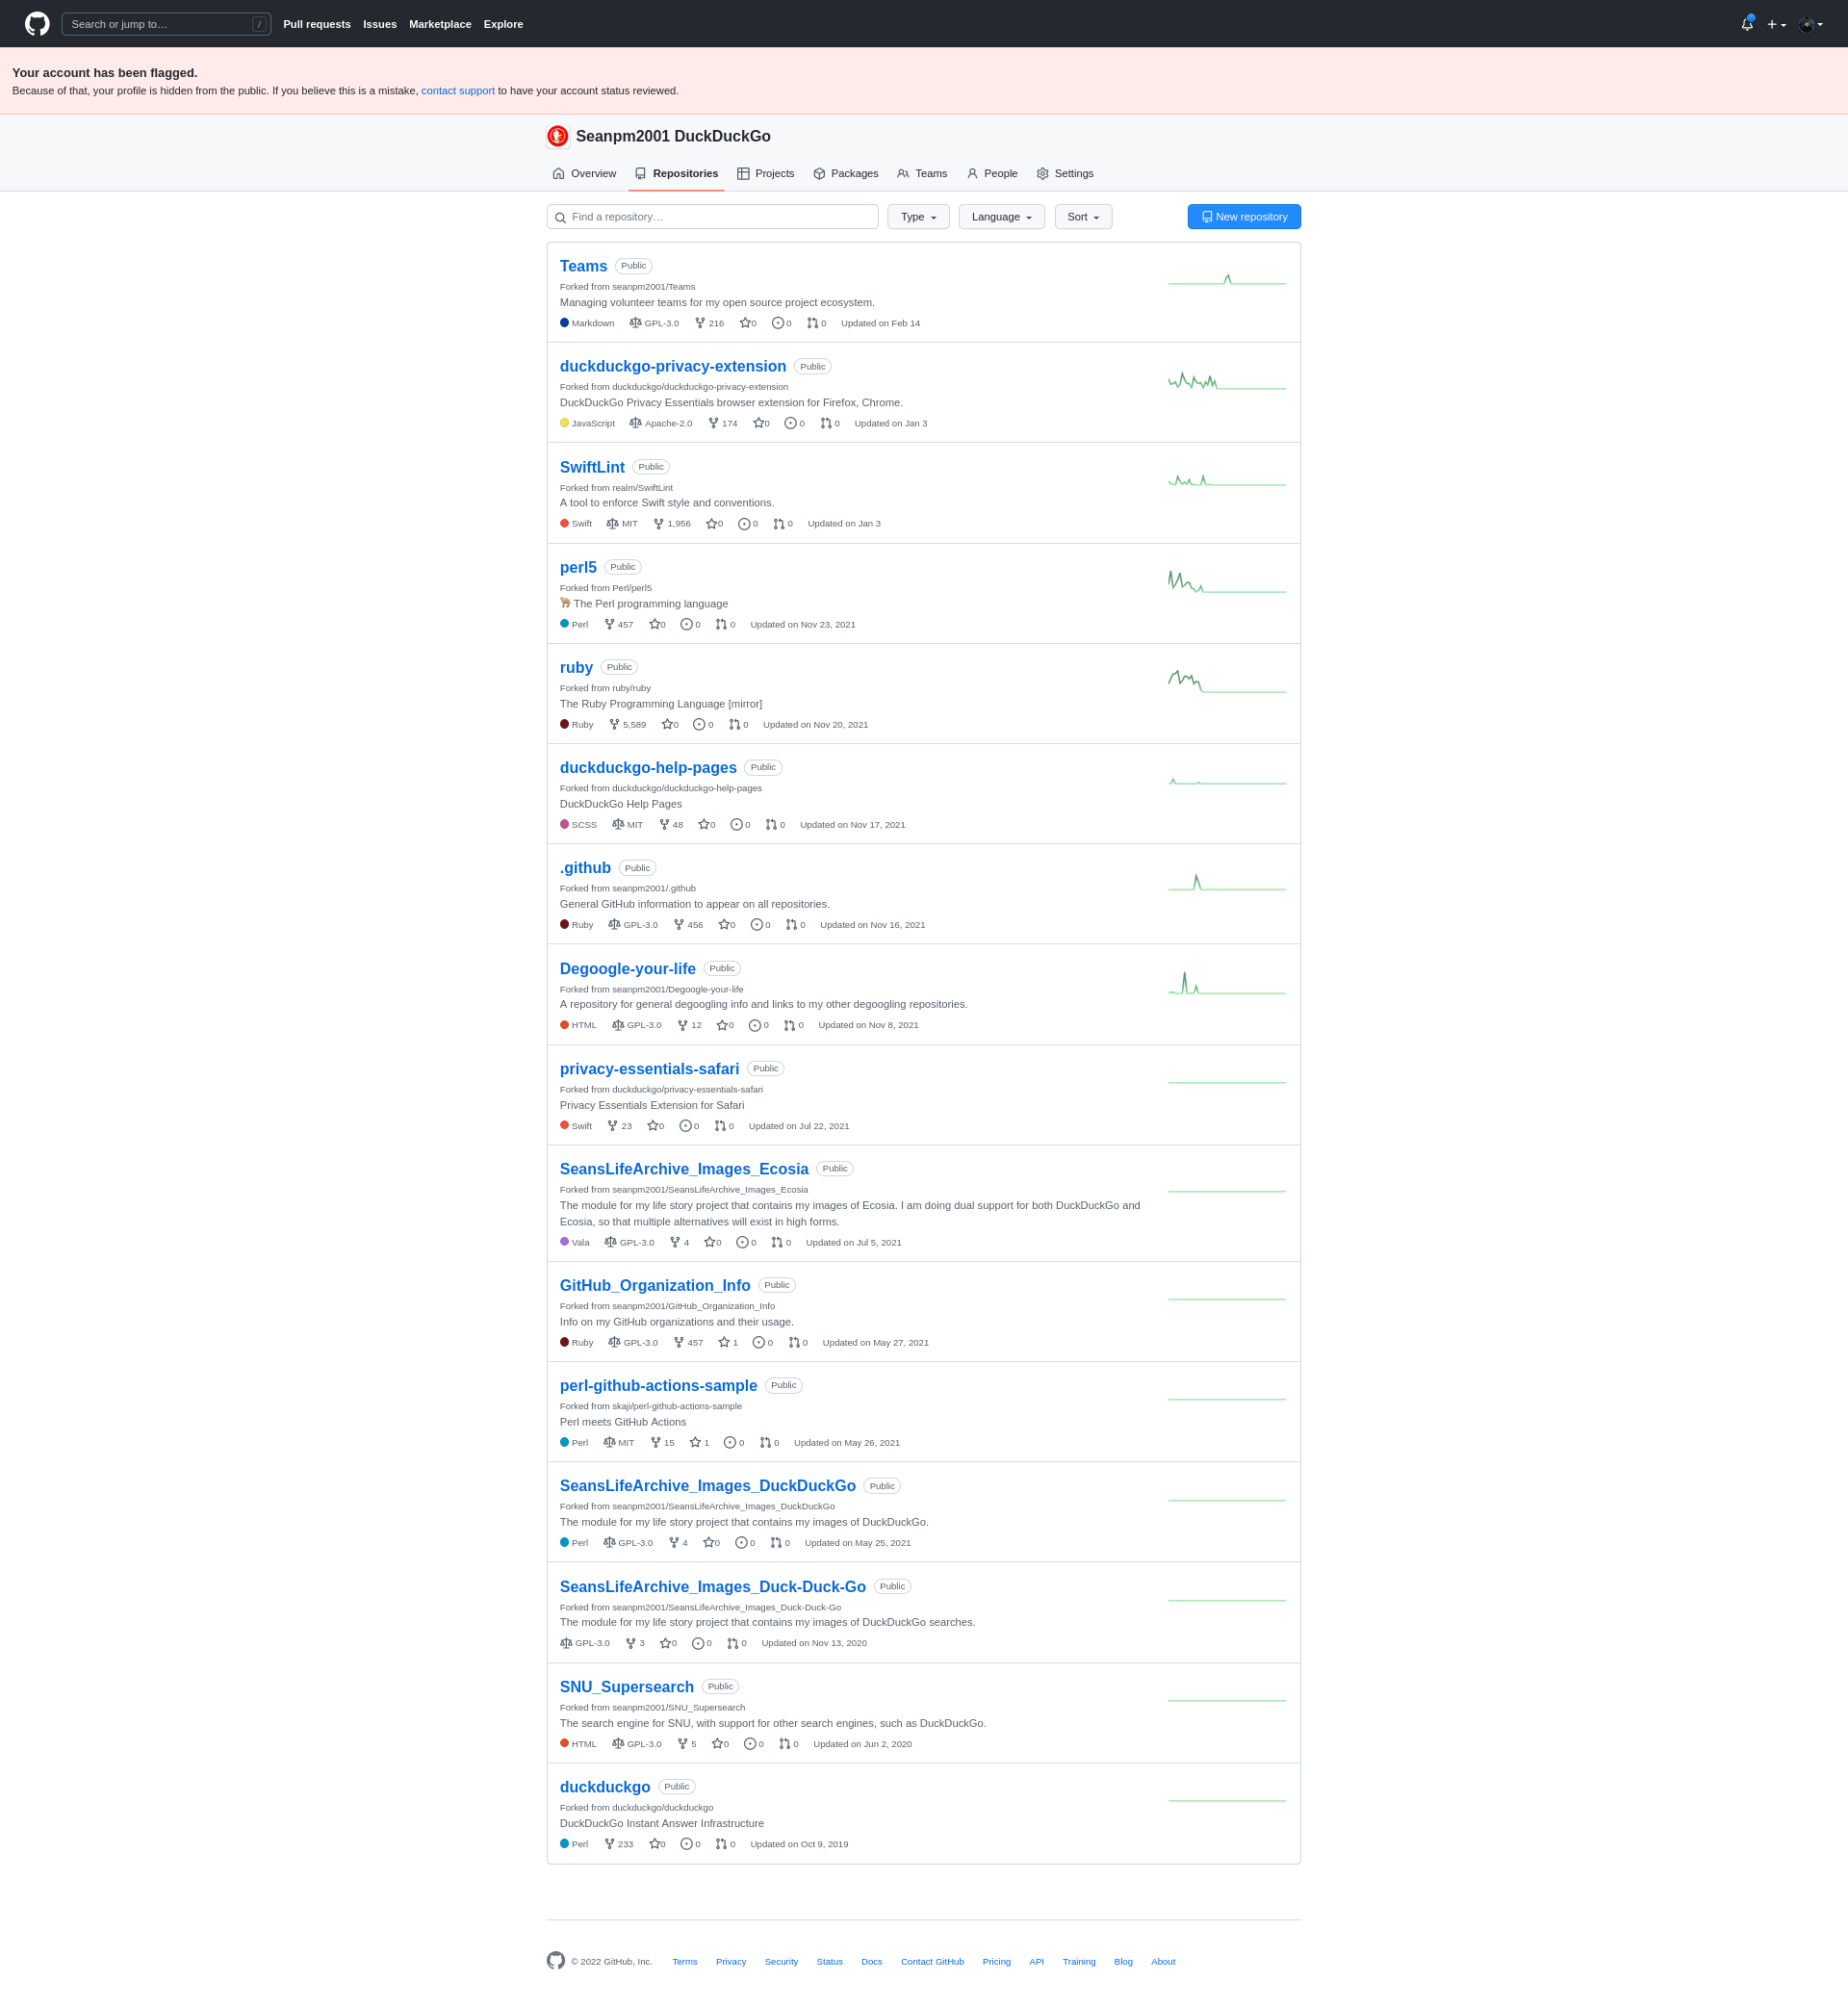 Search or jump to…
/
Pull requests Issues Marketplace Explore
Your account has been flagged.
Because of that, your profile is hidden from the public. If you believe this is a mistake, contact support to have your account status reviewed.
Seanpm2001 DuckDuckGo
Overview Repositories Projects Packages Teams People Settings
Find a repository… Type Language Sort New repository
Teams Public
Forked from seanpm2001/Teams
Managing volunteer teams for my open source project ecosystem.
Markdown GPL-3.0 216 0 0 0 Updated on Feb 14
duckduckgo-privacy-extension Public
Forked from duckduckgo/duckduckgo-privacy-extension
DuckDuckGo Privacy Essentials browser extension for Firefox, Chrome.
JavaScript Apache-2.0 174 0 0 0 Updated on Jan 3
SwiftLint Public
Forked from realm/SwiftLint
A tool to enforce Swift style and conventions.
Swift MIT 1,956 0 0 0 Updated on Jan 3
perl5 Public
Forked from Perl/perl5
🐫 The Perl programming language
Perl 457 0 0 0 Updated on Nov 23, 2021
ruby Public
Forked from ruby/ruby
The Ruby Programming Language [mirror]
Ruby 5,589 0 0 0 Updated on Nov 20, 2021
duckduckgo-help-pages Public
Forked from duckduckgo/duckduckgo-help-pages
DuckDuckGo Help Pages
SCSS MIT 48 0 0 0 Updated on Nov 17, 2021
.github Public
Forked from seanpm2001/.github
General GitHub information to appear on all repositories.
Ruby GPL-3.0 456 0 0 0 Updated on Nov 16, 2021
Degoogle-your-life Public
Forked from seanpm2001/Degoogle-your-life
A repository for general degoogling info and links to my other degoogling repositories.
HTML GPL-3.0 12 0 0 0 Updated on Nov 8, 2021
privacy-essentials-safari Public
Forked from duckduckgo/privacy-essentials-safari
Privacy Essentials Extension for Safari
Swift 23 0 0 0 Updated on Jul 22, 2021
SeansLifeArchive_Images_Ecosia Public
Forked from seanpm2001/SeansLifeArchive_Images_Ecosia
The module for my life story project that contains my images of Ecosia. I am doing dual support for both DuckDuckGo and
Ecosia, so that multiple alternatives will exist in high forms.
Vala GPL-3.0 4 0 0 0 Updated on Jul 5, 2021
GitHub_Organization_Info Public
Forked from seanpm2001/GitHub_Organization_Info
Info on my GitHub organizations and their usage.
Ruby GPL-3.0 457 1 0 0 Updated on May 27, 2021
perl-github-actions-sample Public
Forked from skaji/perl-github-actions-sample
Perl meets GitHub Actions
Perl MIT 15 1 0 0 Updated on May 26, 2021
SeansLifeArchive_Images_DuckDuckGo Public
Forked from seanpm2001/SeansLifeArchive_Images_DuckDuckGo
The module for my life story project that contains my images of DuckDuckGo.
Perl GPL-3.0 4 0 0 0 Updated on May 25, 2021
SeansLifeArchive_Images_Duck-Duck-Go Public
Forked from seanpm2001/SeansLifeArchive_Images_Duck-Duck-Go
The module for my life story project that contains my images of DuckDuckGo searches.
GPL-3.0 3 0 0 0 Updated on Nov 13, 2020
SNU_Supersearch Public
Forked from seanpm2001/SNU_Supersearch
The search engine for SNU, with support for other search engines, such as DuckDuckGo.
HTML GPL-3.0 5 0 0 0 Updated on Jun 2, 2020
duckduckgo Public
Forked from duckduckgo/duckduckgo
DuckDuckGo Instant Answer Infrastructure
Perl 233 0 0 0 Updated on Oct 9, 2019
© 2022 GitHub, Inc. Terms Privacy Security Status Docs Contact GitHub Pricing API Training Blog About